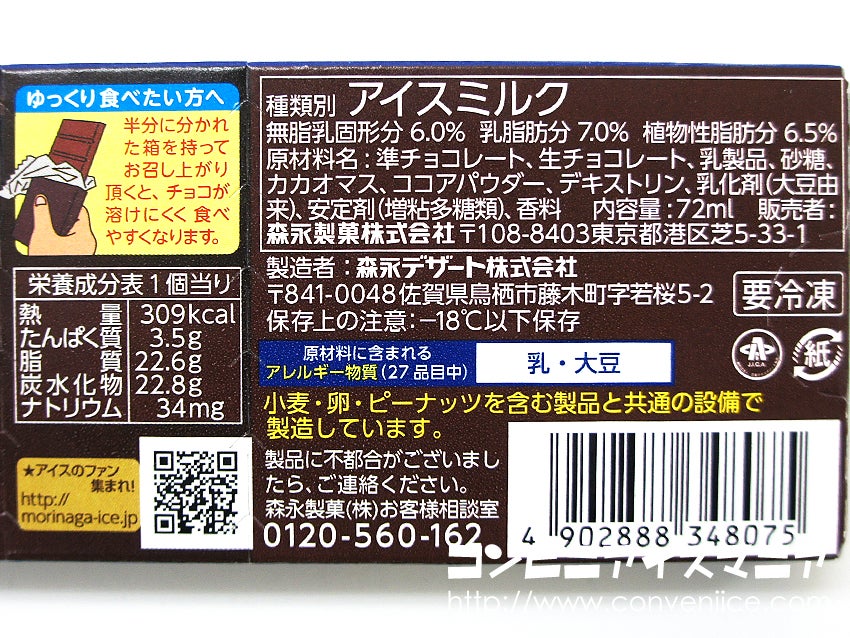 ゆっくり食べたい方へ
半分に分かれ
た箱を持って
お召し上がり
頂くと、チョコが
溶けにくく 食べ
やすくなります。
栄養成分表1個当り
熱量 309kcal
たんぱく質 3.5g
脂質 22.6g
炭水化物 22.8g
ナトリウム 34mg
★アイスのファン
集まれ!
http://
morinaga-ice.jp
種類別 アイスミルク
無脂乳固形分 6.0% 乳脂肪分 7.0% 植物性脂肪分 6.5%
原材料名:準チョコレート、生チョコレート、乳製品、砂糖、
カカオマス、ココアパウダー、デキストリン、乳化剤(大豆由
来)、安定剤(増粘多糖類)、香料 内容量:72ml 販売者:
森永製菓株式会社 〒108-8403東京都港区芝5-33-1
製造者:森永デザート株式会社
〒841-0048佐賀県鳥栖市藤木町字若桜5-2
保存上の注意:−18℃以下保存
要冷凍
原材料に含まれる
アレルギー物質(27品目中)
乳・大豆
J.I.C.A.
紙
小麦・卵・ピーナッツを含む製品と共通の設備で
製造しています。
製品に不都合がございまし
たら、ご連絡ください。
森永製菓(株)お客様相談室
0120-560-162
4 902888 348075
コンビニアイスマニア
http://www.conveniice.com